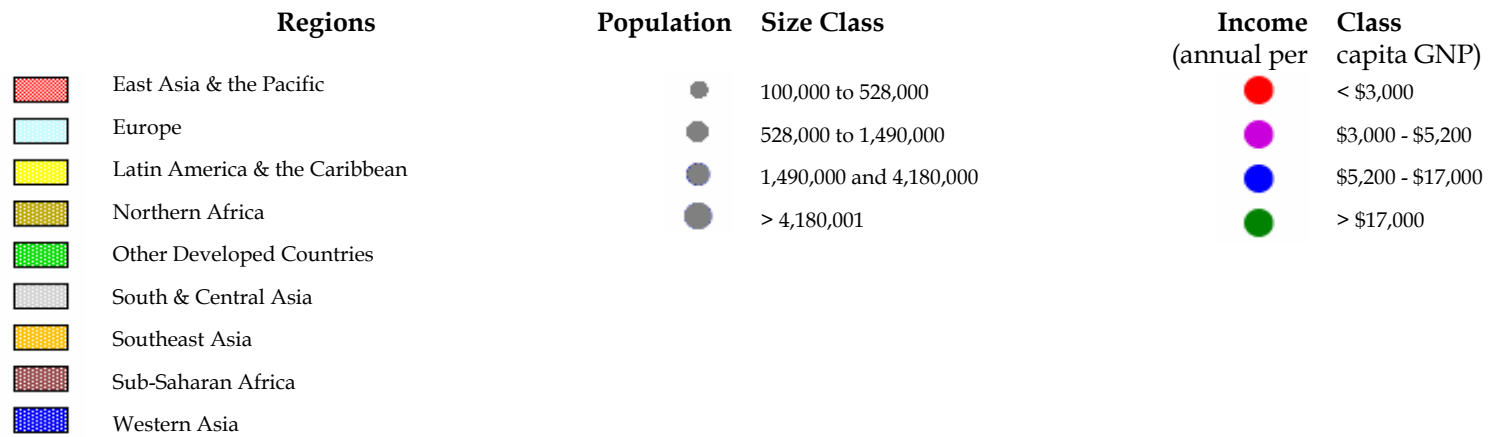 Regions
East Asia & the Pacific
Europe
Latin America & the Caribbean
Northern Africa
Other Developed Countries
South & Central Asia
Southeast Asia
Sub-Saharan Africa
Western Asia
Population Size Class
100,000 to 528,000
528,000 to 1,490,000
1,490,000 and 4,180,000
> 4,180,001
Income Class
(annual per capita GNP)
< $3,000
$3,000 - $5,200
$5,200 - $17,000
> $17,000